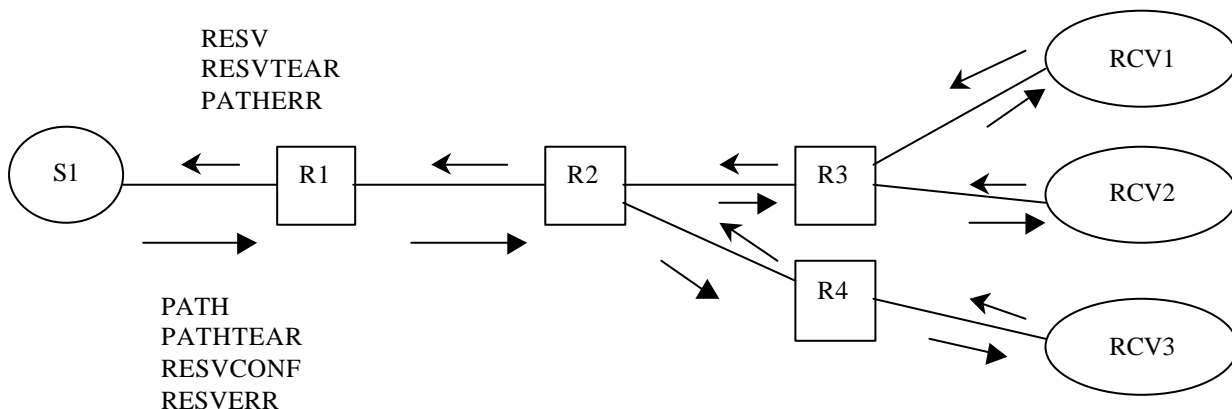 RESV
RESVTEAR
PATHERR
RCV1
S1
R1
R2
R3
RCV2
R4
RCV3
PATH
PATHTEAR
RESVCONF
RESVERR